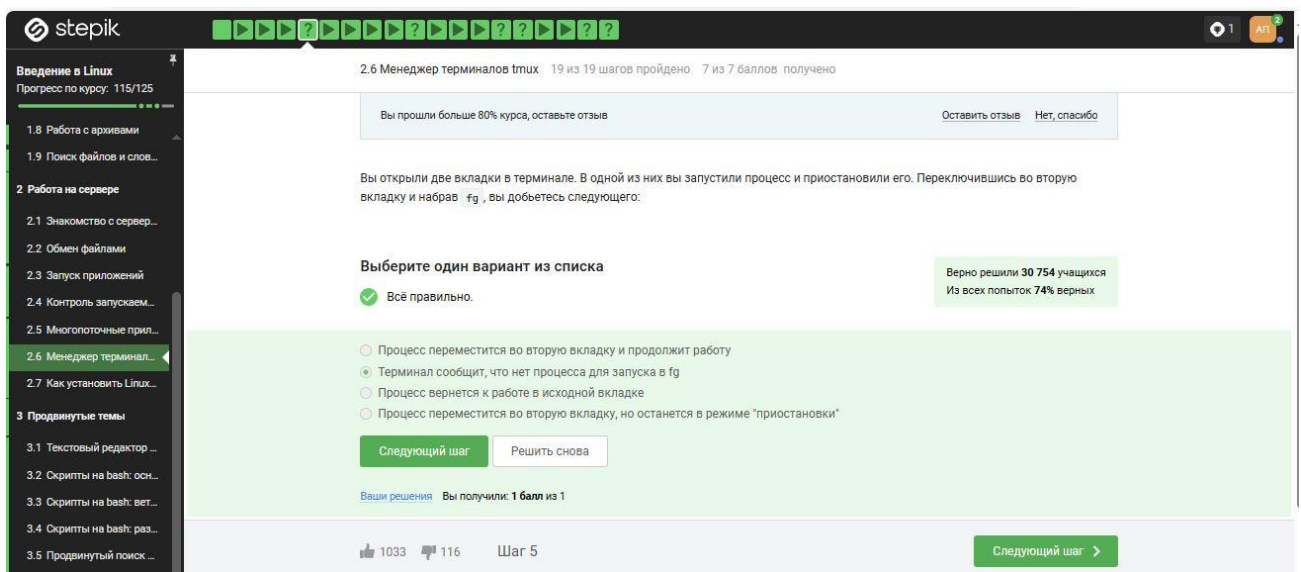 stepik
? ? ? ? ? ?
1
АП
2
Введение в Linux
Прогресс по курсу: 115/125
1.8 Работа с архивами
1.9 Поиск файлов и слов...
2 Работа на сервере
2.1 Знакомство с сервер...
2.2 Обмен файлами
2.3 Запуск приложений
2.4 Контроль запускаем...
2.5 Многопоточные прил...
2.6 Менеджер терминал...
2.7 Как установить Linux...
3 Продвинутые темы
3.1 Текстовый редактор ...
3.2 Скрипты на bash: осн...
3.3 Скрипты на bash: вет...
3.4 Скрипты на bash: раз...
3.5 Продвинутый поиск ...
2.6 Менеджер терминалов tmux 19 из 19 шагов пройдено 7 из 7 баллов получено
Вы прошли больше 80% курса, оставьте отзыв Оставить отзыв Нет, спасибо
Вы открыли две вкладки в терминале. В одной из них вы запустили процесс и приостановили его. Переключившись во вторую
вкладку и набрав fg , вы добьетесь следующего:
Выберите один вариант из списка
Всё правильно.
Верно решили 30 754 учащихся
Из всех попыток 74% верных
Процесс переместится во вторую вкладку и продолжит работу
Терминал сообщит, что нет процесса для запуска в fg
Процесс вернется к работе в исходной вкладке
Процесс переместится во вторую вкладку, но останется в режиме "приостановки"
Следующий шаг Решить снова
Ваши решения Вы получили: 1 балл из 1
1033 116 Шаг 5 Следующий шаг